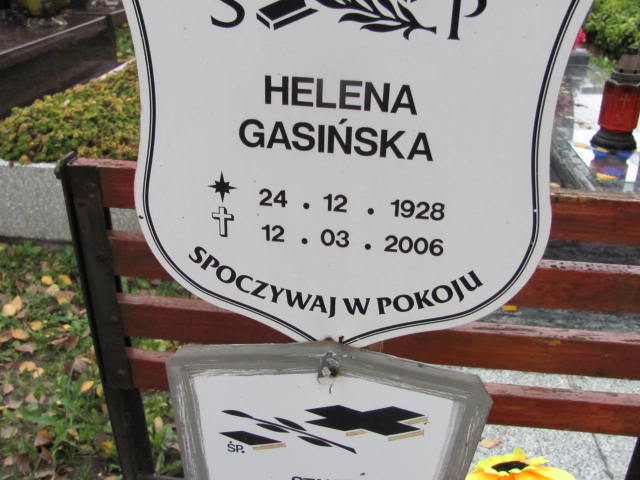 S P
HELENA
GASIŃSKA
24 . 12 . 1928
12 . 03 . 2006
SPOCZYWAJ W POKOJU
ŚP.